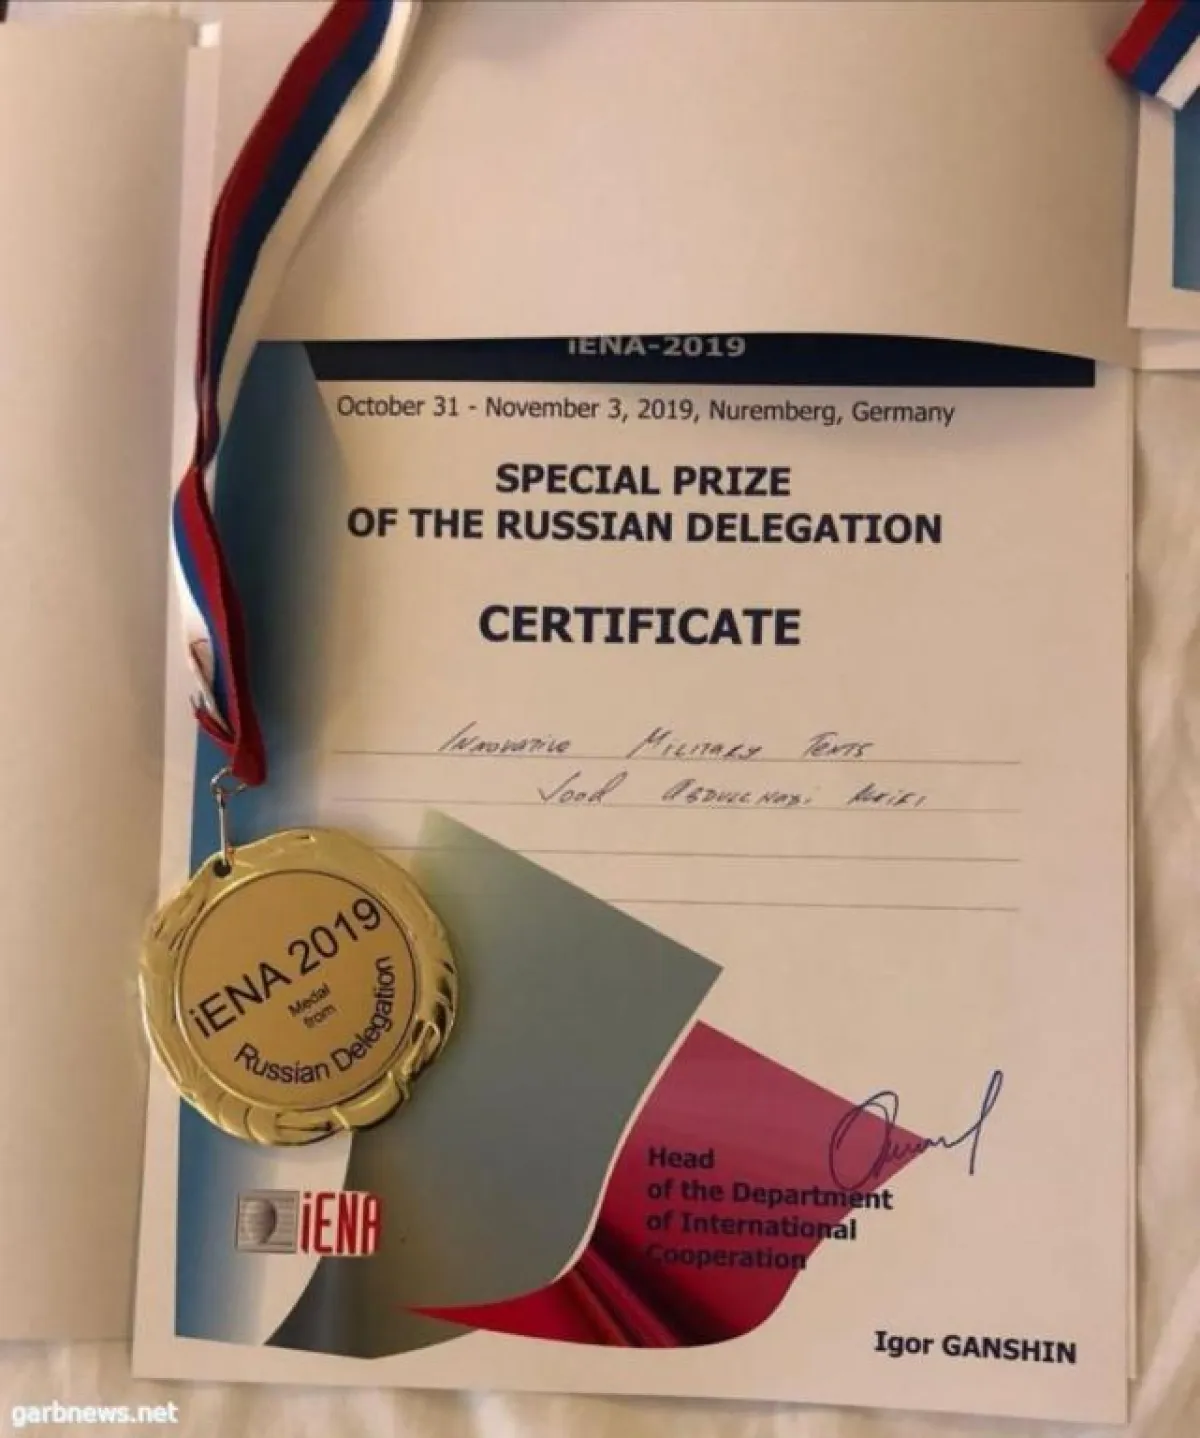 iENA-2019
October 31 - November 3, 2019, Nuremberg, Germany
SPECIAL PRIZE
OF THE RUSSIAN DELEGATION
CERTIFICATE
Innovative Military Tents
Jood
iENA 2019
Medal
from
Russian Delegation
iENA
Head
of the Department
of International
Cooperation
Igor GANSHIN
garbnews.net